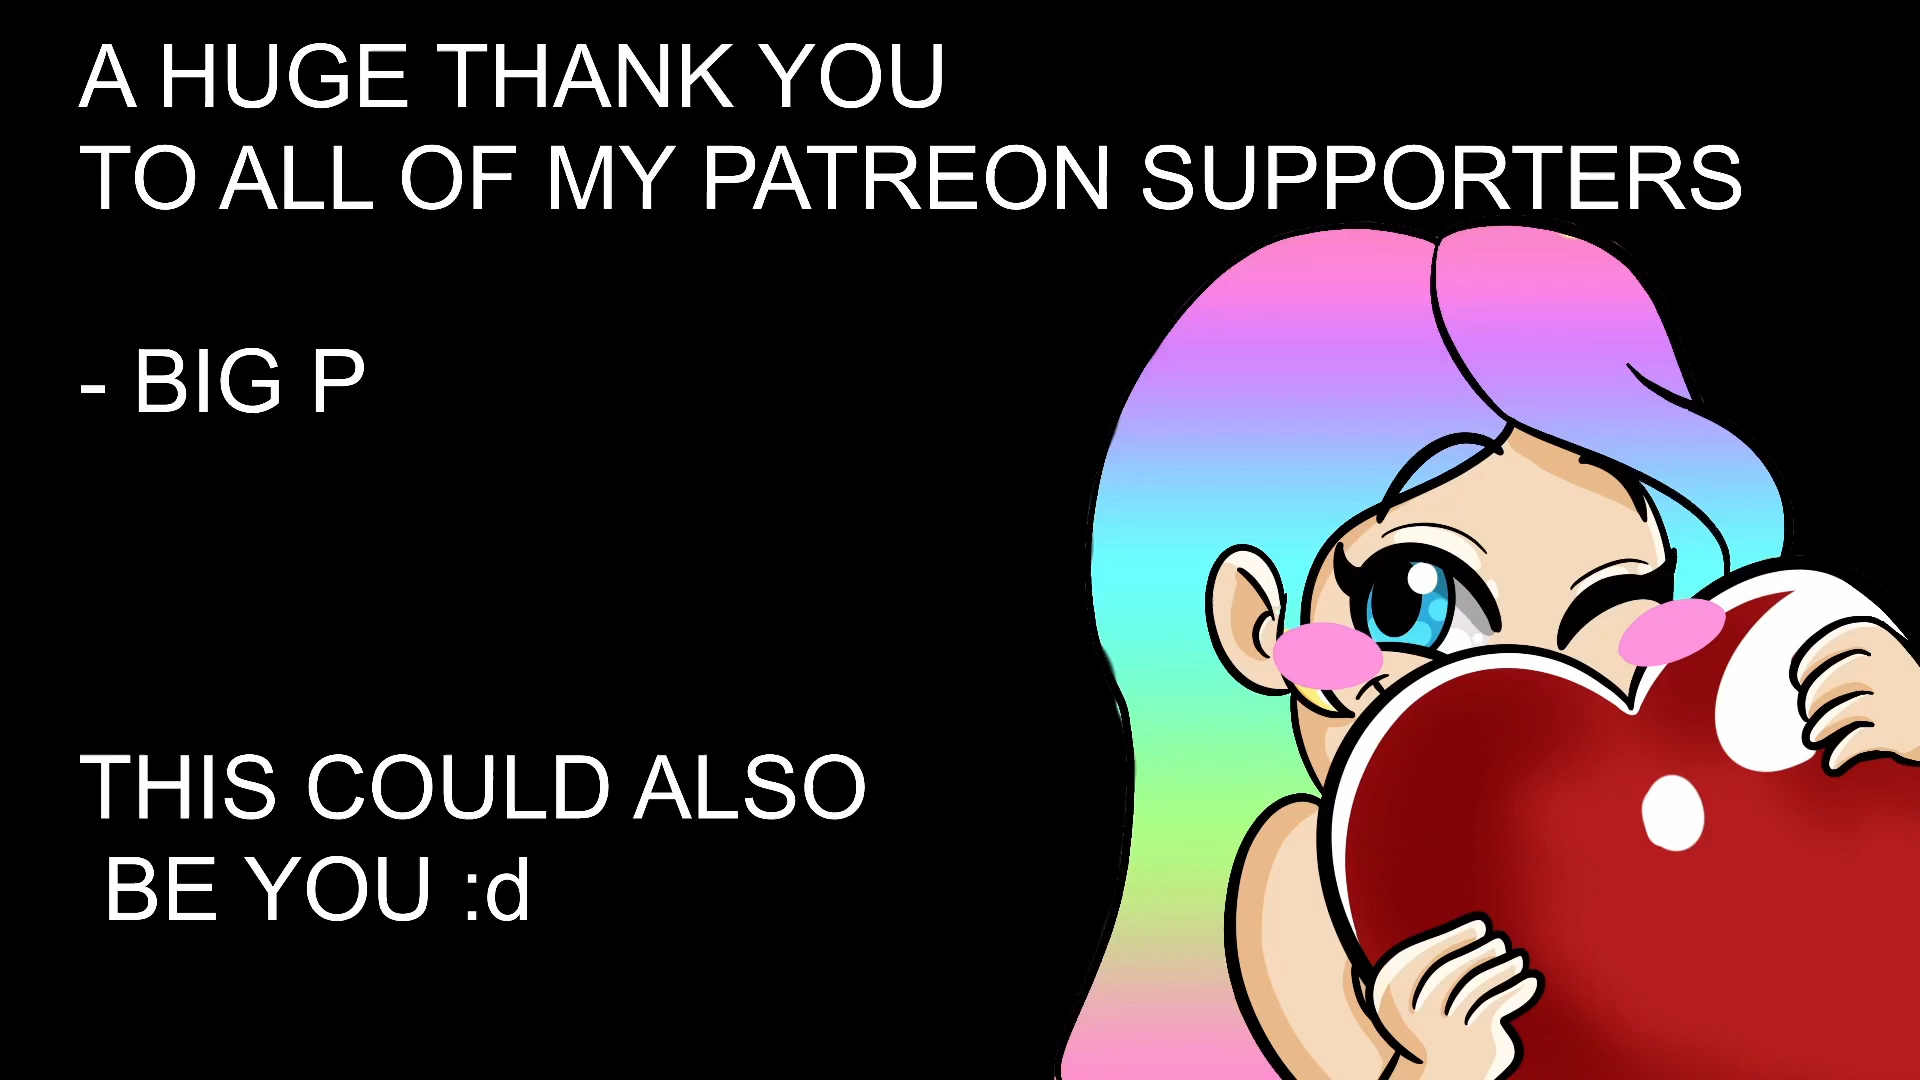 A HUGE THANK YOU
TO ALL OF MY PATREON SUPPORTERS
- BIG P
THIS COULD ALSO
BE YOU :d